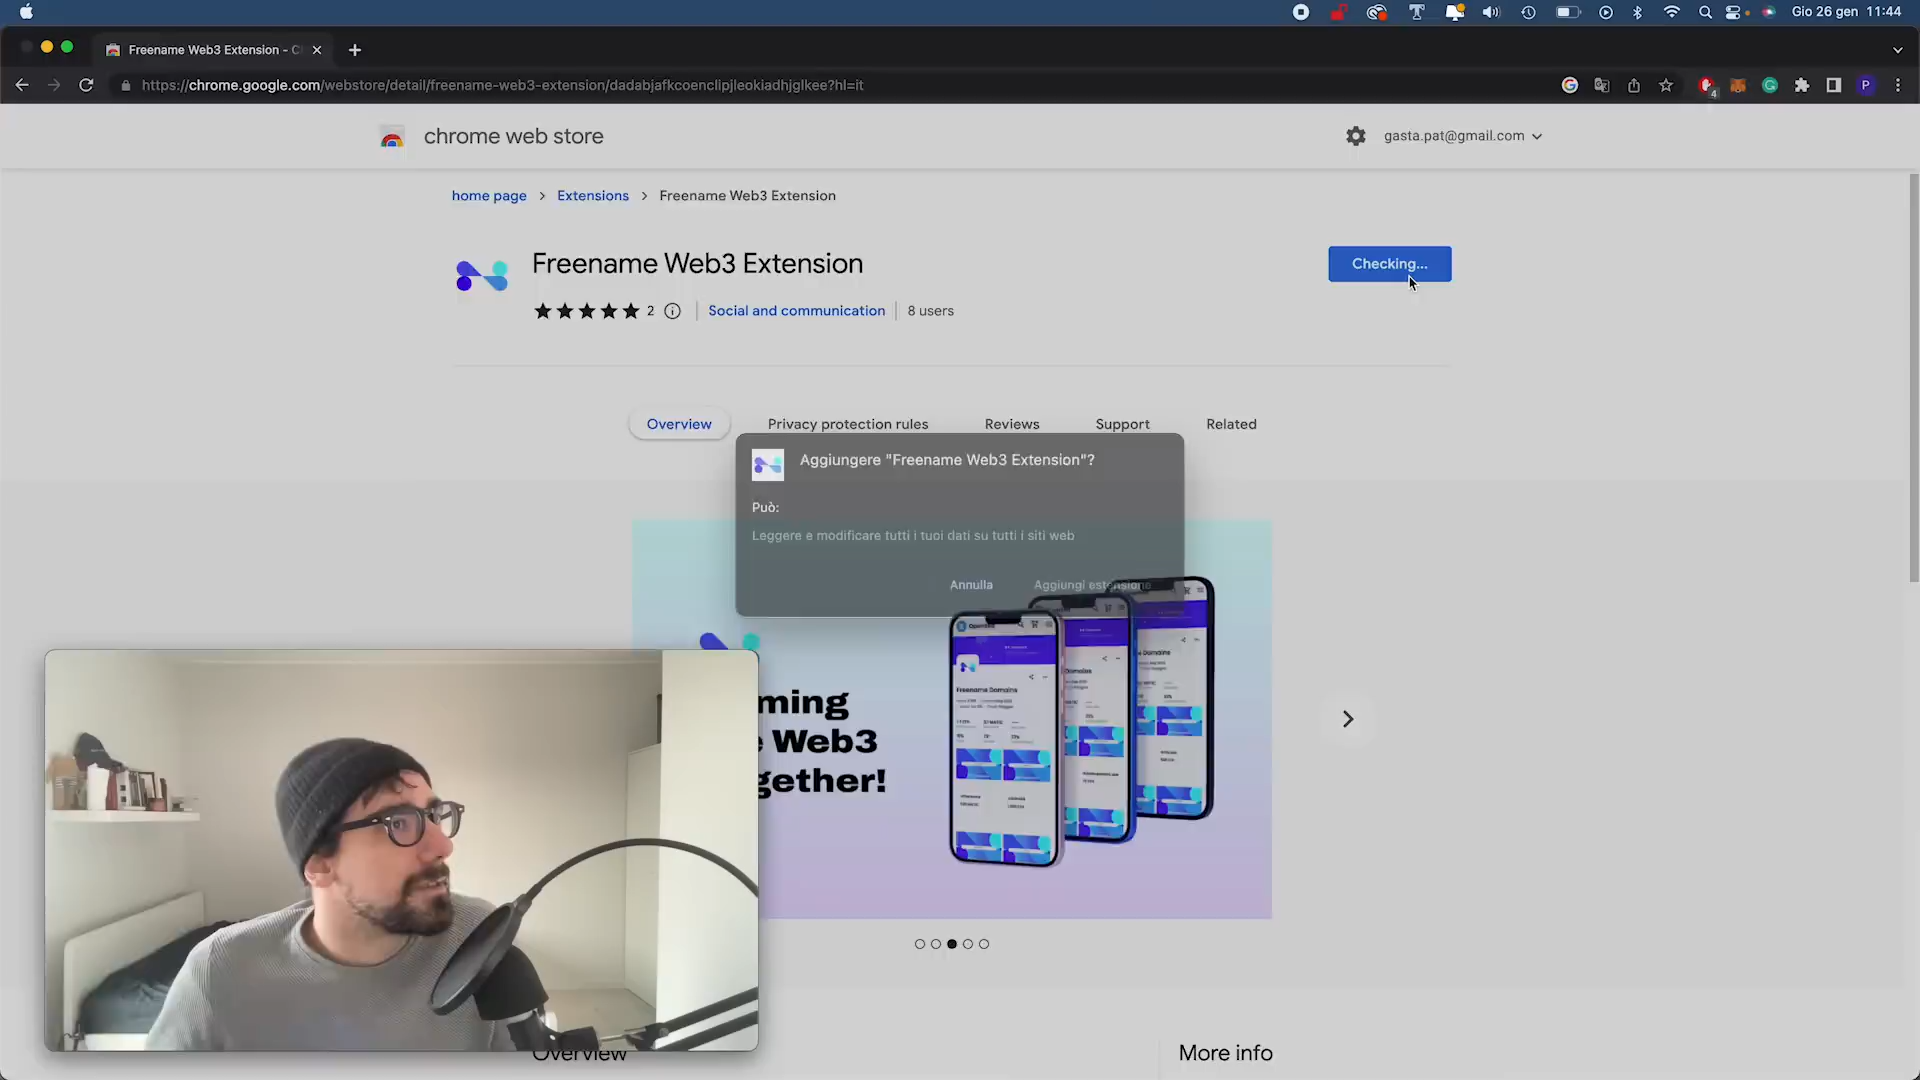 Gio 26 gen 11:44
Freename Web3 Extension - C
https://chrome.google.com/webstore/detail/freename-web3-extension/dadabjafkcoenclipjleokiadhjglkee?hl=it
4
P
chrome web store
gasta.pat@gmail.com
home page > Extensions > Freename Web3 Extension
Freename Web3 Extension
Checking...
2
Social and communication
8 users
Overview
Privacy protection rules
Reviews
Support
Related
Aggiungere "Freename Web3 Extension"?
Può:
Leggere e modificare tutti i tuoi dati su tutti i siti web
Annulla
Aggiungi estensione
ming
Web3
gether!
Freename Domains
Overview
More info